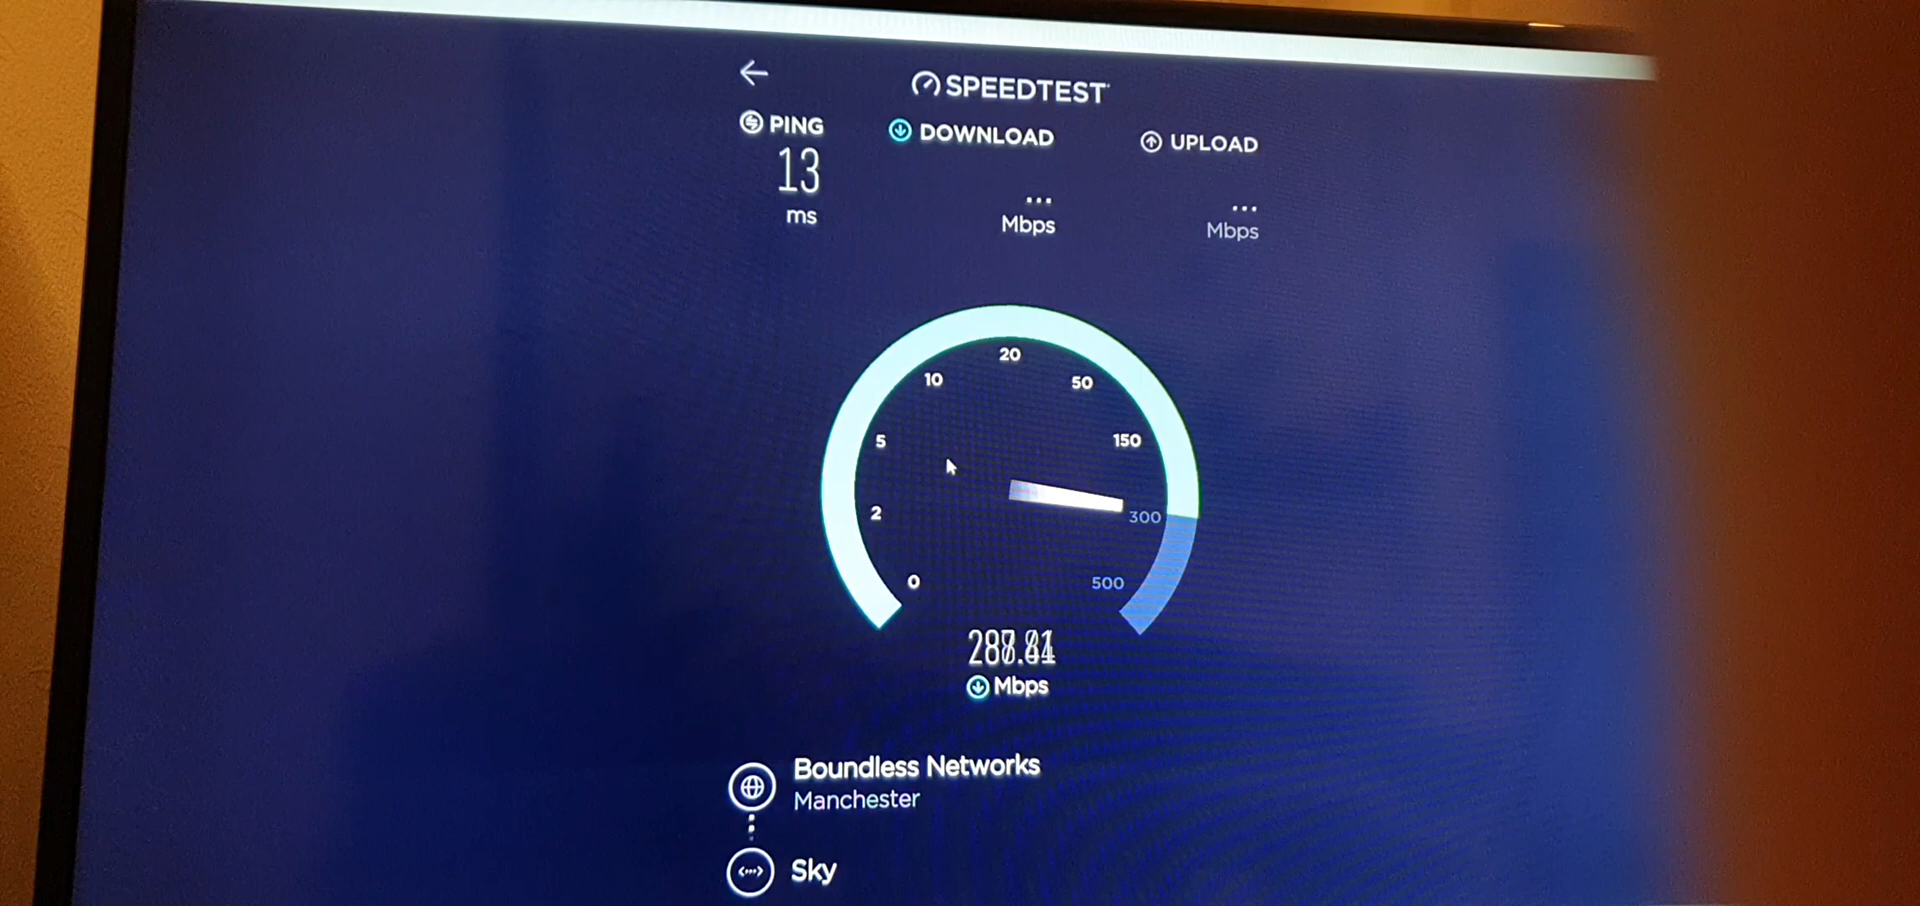 SPEEDTEST
PING
DOWNLOAD
UPLOAD
13
ms
...
Mbps
...
Mbps
20
10
50
5
150
2
300
0
500
Mbps
Boundless Networks
Manchester
Sky